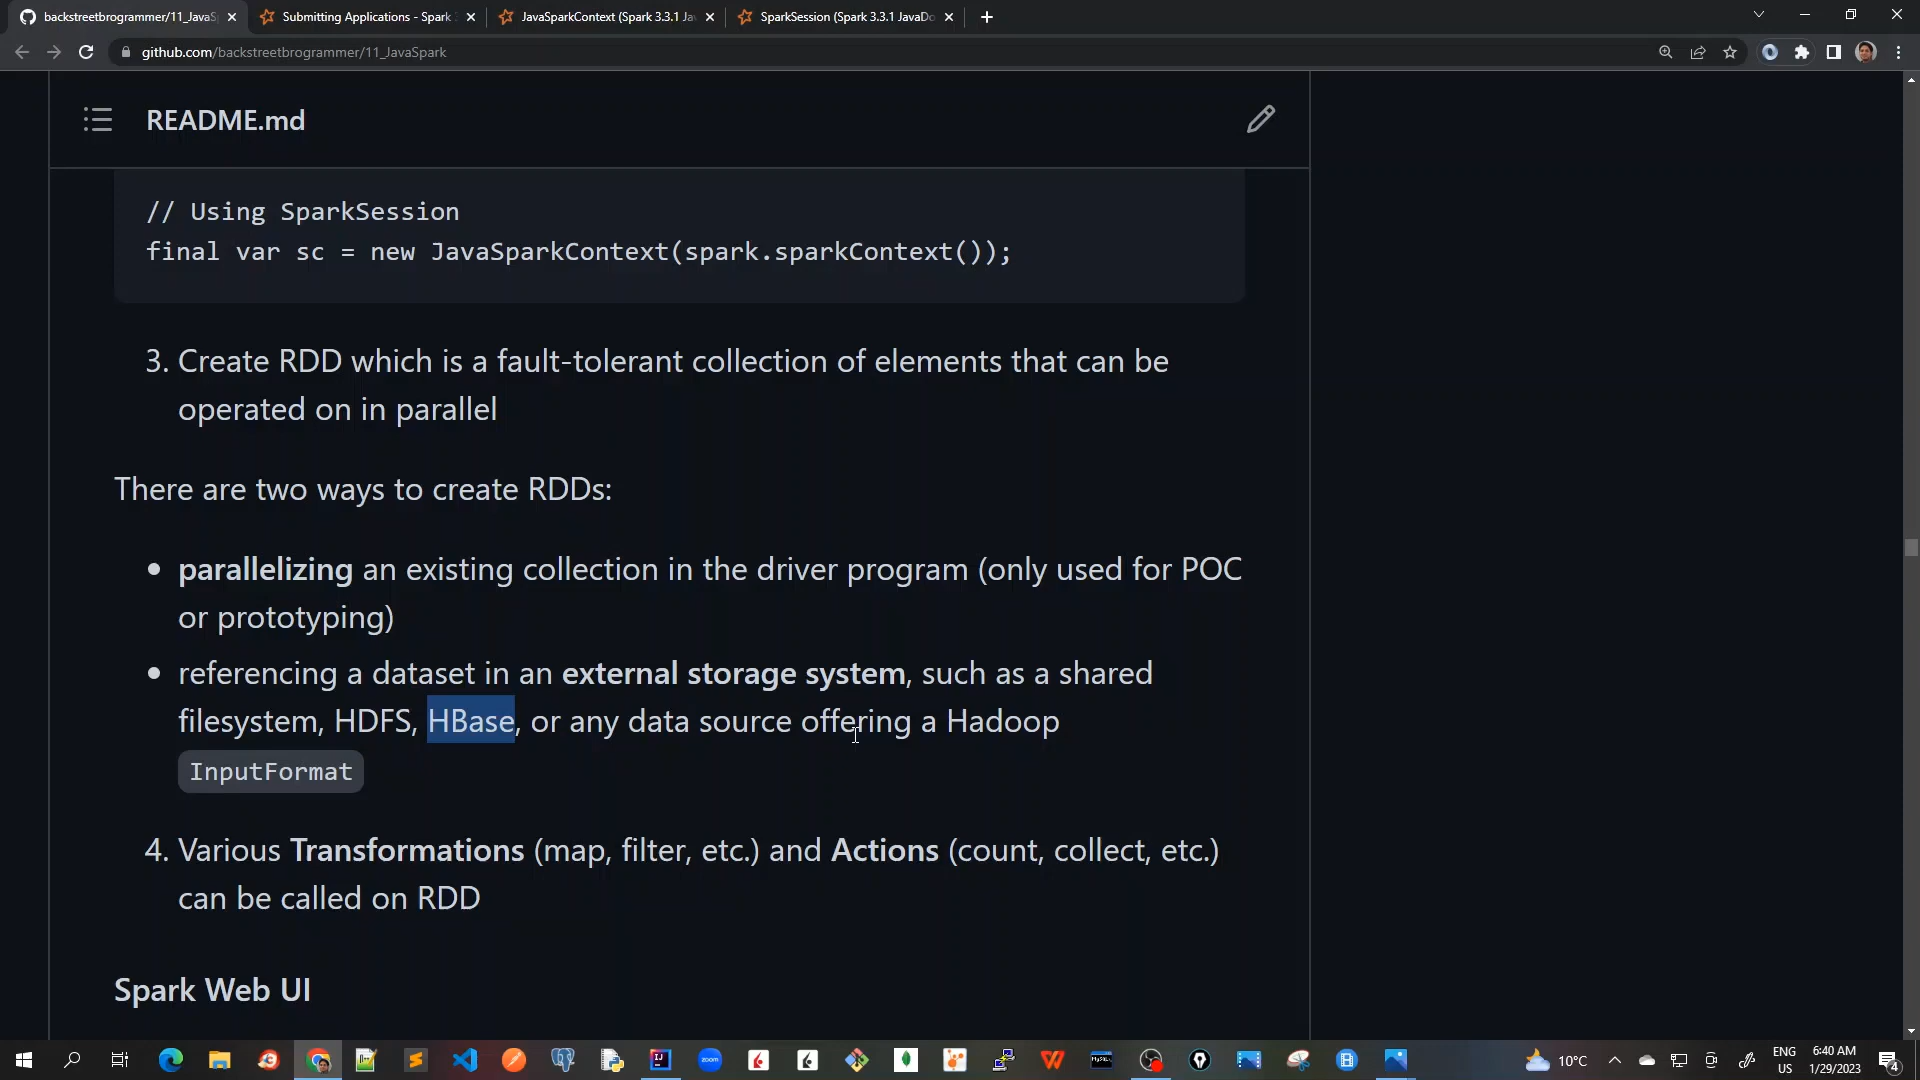 backstreetbrogrammer/11_JavaS
Submitting Applications - Spark
JavaSparkContext (Spark 3.3.1 Ja
SparkSession (Spark 3.3.1 JavaDo
github.com/backstreetbrogrammer/11_JavaSpark
README.md
// Using SparkSession
final var sc = new JavaSparkContext(spark.sparkContext());
3. Create RDD which is a fault-tolerant collection of elements that can be
operated on in parallel
There are two ways to create RDDs:
• parallelizing an existing collection in the driver program (only used for POC
or prototyping)
• referencing a dataset in an external storage system, such as a shared
filesystem, HDFS, HBase, or any data source offering a Hadoop
InputFormat
4. Various Transformations (map, filter, etc.) and Actions (count, collect, etc.)
can be called on RDD
Spark Web UI
10°C
ENG
US
6:40 AM
1/29/2023
4